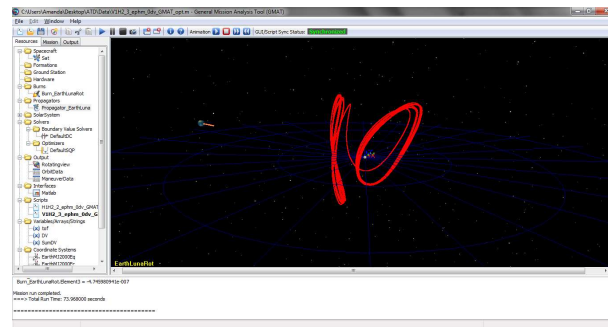 C:\Users\Amanda\Desktop\ATD\Data\V1H2_3_ephm_0dv_GMAT_opt.m - General Mission Analysis Tool (GMAT)
File Edit Window Help
Animation GUI/Script Sync Status: Synchronized
Resources Mission Output
Spacecraft
Sat
Formations
Ground Station
Hardware
Burns
Burn_EarthLunaRot
Propagators
Propagator_EarthLuna
SolarSystem
Solvers
Boundary Value Solvers
DefaultDC
Optimizers
DefaultSQP
Output
Rotatingview
OrbitData
ManeuverData
Interfaces
Matlab
Scripts
H1H2_2_ephm_0dv_GMAT
V1H2_3_ephm_0dv_G
Variables/Arrays/Strings
(x) tof
(x) DV
(x) SumDV
Coordinate Systems
EarthMJ2000Eq
EarthMJ2000Ec
EarthLunaRot
Burn_EarthLunaRot.Element3 = -4.745980941e-007
Mission run completed.
===> Total Run Time: 73.968000 seconds
========================================